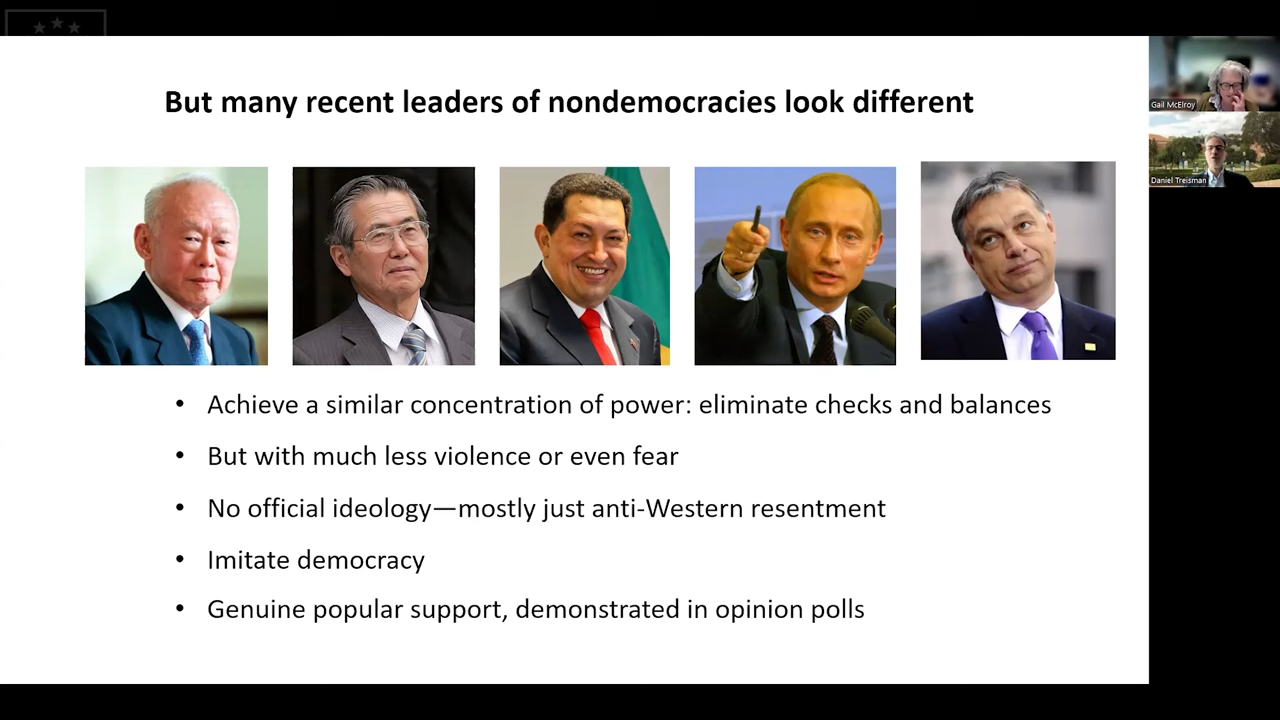 But many recent leaders of nondemocracies look different
Gail McElroy
Daniel Treisman
• Achieve a similar concentration of power: eliminate checks and balances
• But with much less violence or even fear
• No official ideology—mostly just anti-Western resentment
• Imitate democracy
• Genuine popular support, demonstrated in opinion polls